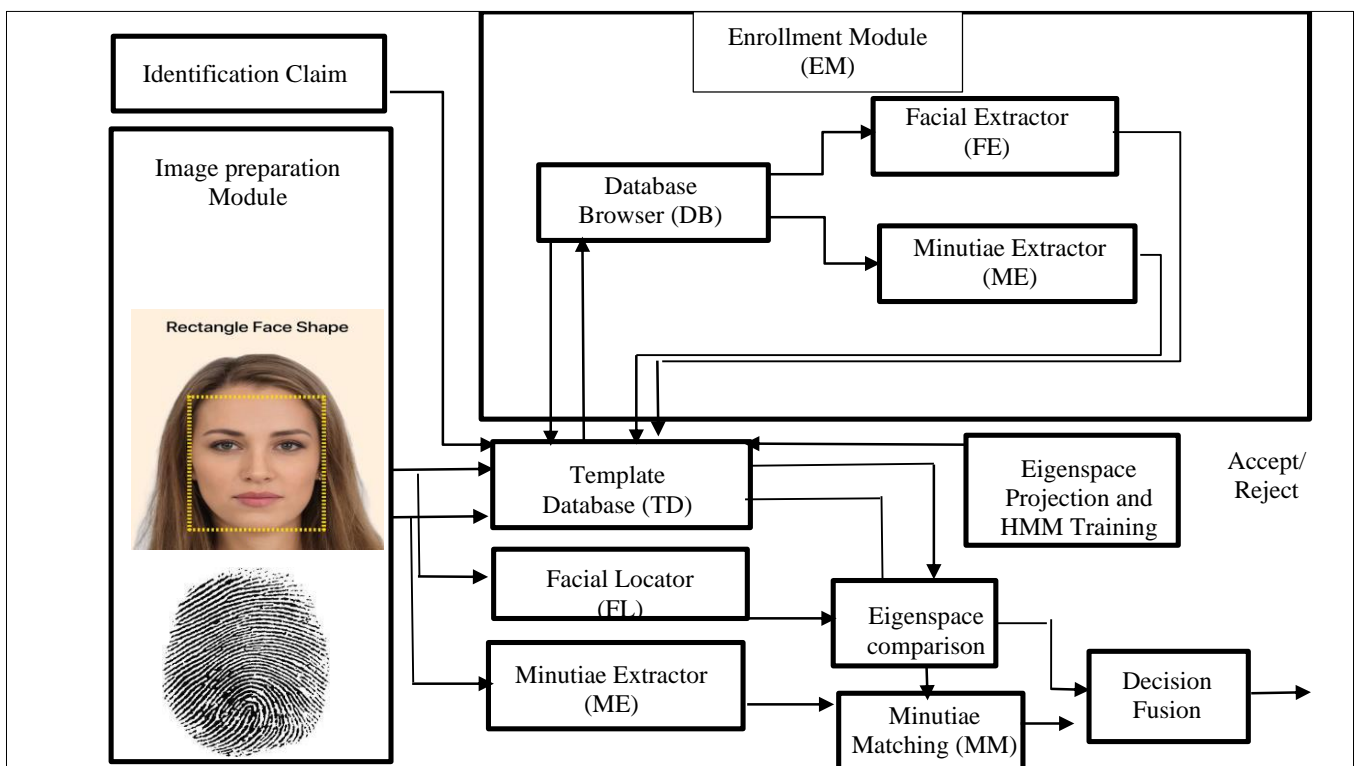 Identification Claim
Image preparation
Module
Rectangle Face Shape
Enrollment Module
(EM)
Facial Extractor
(FE)
Database
Browser (DB)
Minutiae Extractor
(ME)
Template
Database (TD)
Eigenspace
Projection and
HMM Training
Accept/
Reject
Facial Locator
(FL)
Eigenspace
comparison
Minutiae Extractor
(ME)
Minutiae
Matching (MM)
Decision
Fusion